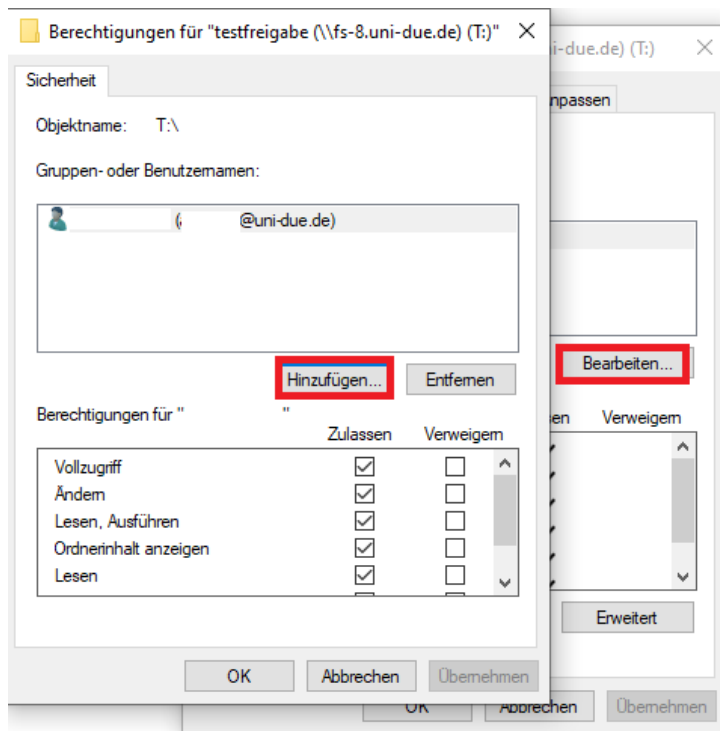 Berechtigungen für "testfreigabe (\\fs-8.uni-due.de) (T:)"
Sicherheit
Objektname: T:\
Gruppen- oder Benutzernamen:
( @uni-due.de)
Hinzufügen... Entfernen
Berechtigungen für " "
Zulassen Verweigern
Vollzugriff
Ändern
Lesen, Ausführen
Ordnerinhalt anzeigen
Lesen
OK Abbrechen Übernehmen
i-due.de) (T:)
npassen
Bearbeiten...
en Verweigern
Erweitert
OK Abbrechen Übernehmen